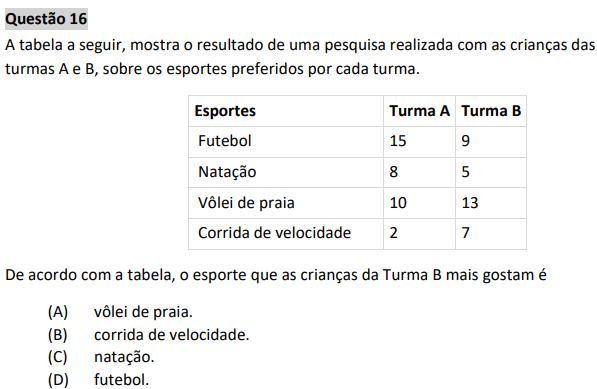 Questão 16
A tabela a seguir, mostra o resultado de uma pesquisa realizada com as crianças das
turmas A e B, sobre os esportes preferidos por cada turma.
Esportes Turma A Turma B
Futebol 15 9
Natação 8 5
Vôlei de praia 10 13
Corrida de velocidade 2 7
De acordo com a tabela, o esporte que as crianças da Turma B mais gostam é
(A) vôlei de praia.
(B) corrida de velocidade.
(C) natação.
(D) futebol.